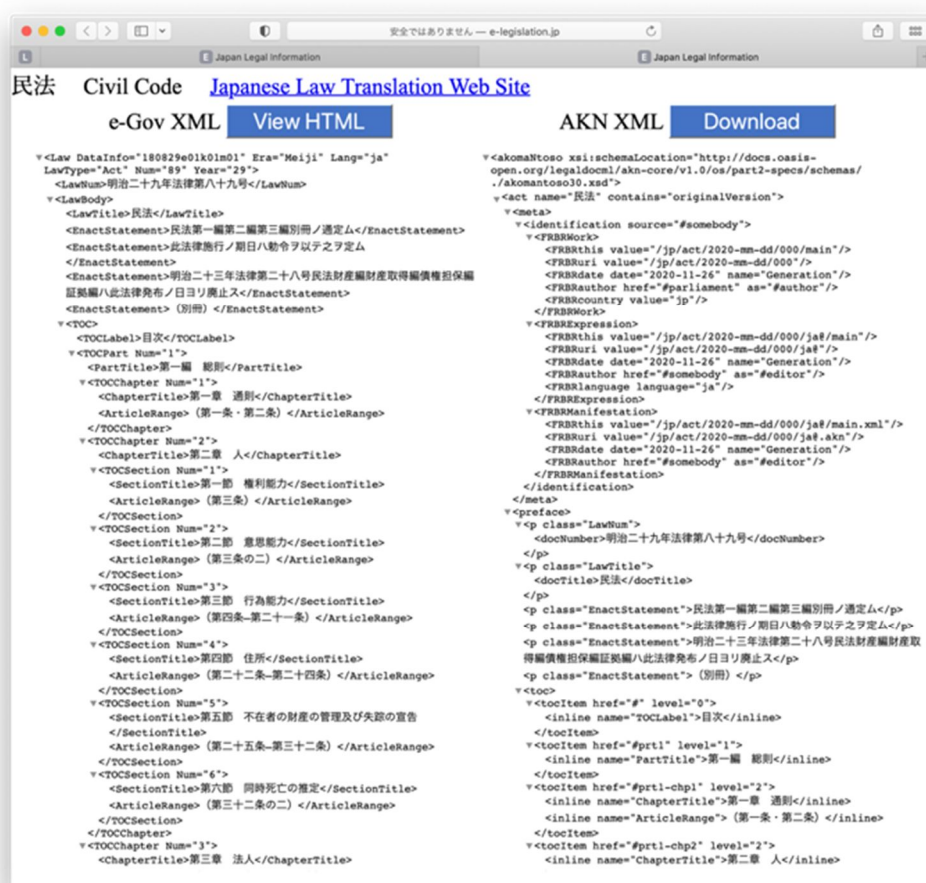 安全ではありません — e-legislation.jp
L
E Japan Legal Information
E Japan Legal Information
民法 Civil Code Japanese Law Translation Web Site
e-Gov XML View HTML
▼<Law DataInfo="180829e01k01m01" Era="Meiji" Lang="ja"
LawType="Act" Num="89" Year="29">
<LawNum>明治二十九年法律第八十九号</LawNum>
▼<LawBody>
<LawTitle>民法</LawTitle>
<EnactStatement>民法第一編第二編第三編別冊ノ通定ム</EnactStatement>
<EnactStatement>此法律施行ノ期日ハ勅令ヲ以テ之ヲ定ム
</EnactStatement>
<EnactStatement>明治二十三年法律第二十八号民法財産編財産取得編債権担保編
証拠編ハ此法律発布ノ日ヨリ廃止ス</EnactStatement>
<EnactStatement>（別冊）</EnactStatement>
▼<TOC>
<TOCLabel>目次</TOCLabel>
▼<TOCPart Num="1">
<PartTitle>第一編　総則</PartTitle>
▼<TOCChapter Num="1">
<ChapterTitle>第一章　通則</ChapterTitle>
<ArticleRange>（第一条・第二条）</ArticleRange>
</TOCChapter>
▼<TOCChapter Num="2">
<ChapterTitle>第二章　人</ChapterTitle>
▼<TOCSection Num="1">
<SectionTitle>第一節　権利能力</SectionTitle>
<ArticleRange>（第三条）</ArticleRange>
</TOCSection>
▼<TOCSection Num="2">
<SectionTitle>第二節　意思能力</SectionTitle>
<ArticleRange>（第三条の二）</ArticleRange>
</TOCSection>
▼<TOCSection Num="3">
<SectionTitle>第三節　行為能力</SectionTitle>
<ArticleRange>（第四条―第二十一条）</ArticleRange>
</TOCSection>
▼<TOCSection Num="4">
<SectionTitle>第四節　住所</SectionTitle>
<ArticleRange>（第二十二条―第二十四条）</ArticleRange>
</TOCSection>
▼<TOCSection Num="5">
<SectionTitle>第五節　不在者の財産の管理及び失踪の宣告
</SectionTitle>
<ArticleRange>（第二十五条―第三十二条）</ArticleRange>
</TOCSection>
▼<TOCSection Num="6">
<SectionTitle>第六節　同時死亡の推定</SectionTitle>
<ArticleRange>（第三十二条の二）</ArticleRange>
</TOCSection>
</TOCChapter>
▼<TOCChapter Num="3">
<ChapterTitle>第三章　法人</ChapterTitle>
AKN XML Download
▼<akomaNtoso xsi:schemaLocation="http://docs.oasis-
open.org/legaldocml/akn-core/v1.0/os/part2-specs/schemas/
./akomantoso30.xsd">
▼<act name="民法" contains="originalVersion">
▼<meta>
▼<identification source="#somebody">
▼<FRBRWork>
<FRBRthis value="/jp/act/2020-mm-dd/000/main"/>
<FRBRuri value="/jp/act/2020-mm-dd/000"/>
<FRBRdate date="2020-11-26" name="Generation"/>
<FRBRauthor href="#parliament" as="#author"/>
<FRBRcountry value="jp"/>
</FRBRWork>
▼<FRBRExpression>
<FRBRthis value="/jp/act/2020-mm-dd/000/ja@/main"/>
<FRBRuri value="/jp/act/2020-mm-dd/000/ja@"/>
<FRBRdate date="2020-11-26" name="Generation"/>
<FRBRauthor href="#somebody" as="#editor"/>
<FRBRlanguage language="ja"/>
</FRBRExpression>
▼<FRBRManifestation>
<FRBRthis value="/jp/act/2020-mm-dd/000/ja@/main.xml"/>
<FRBRuri value="/jp/act/2020-mm-dd/000/ja@.akn"/>
<FRBRdate date="2020-11-26" name="Generation"/>
<FRBRauthor href="#somebody" as="#editor"/>
</FRBRManifestation>
</identification>
</meta>
▼<preface>
▼<p class="LawNum">
<docNumber>明治二十九年法律第八十九号</docNumber>
</p>
▼<p class="LawTitle">
<docTitle>民法</docTitle>
</p>
<p class="EnactStatement">民法第一編第二編第三編別冊ノ通定ム</p>
<p class="EnactStatement">此法律施行ノ期日ハ勅令ヲ以テ之ヲ定ム</p>
<p class="EnactStatement">明治二十三年法律第二十八号民法財産編財産取
得編債権担保編証拠編ハ此法律発布ノ日ヨリ廃止ス</p>
<p class="EnactStatement">（別冊）</p>
▼<toc>
▼<tocItem href="#" level="0">
<inline name="TOCLabel">目次</inline>
</tocItem>
▼<tocItem href="#prt1" level="1">
<inline name="PartTitle">第一編　総則</inline>
</tocItem>
▼<tocItem href="#prt1-chp1" level="2">
<inline name="ChapterTitle">第一章　通則</inline>
<inline name="ArticleRange">（第一条・第二条）</inline>
</tocItem>
▼<tocItem href="#prt1-chp2" level="2">
<inline name="ChapterTitle">第二章　人</inline>